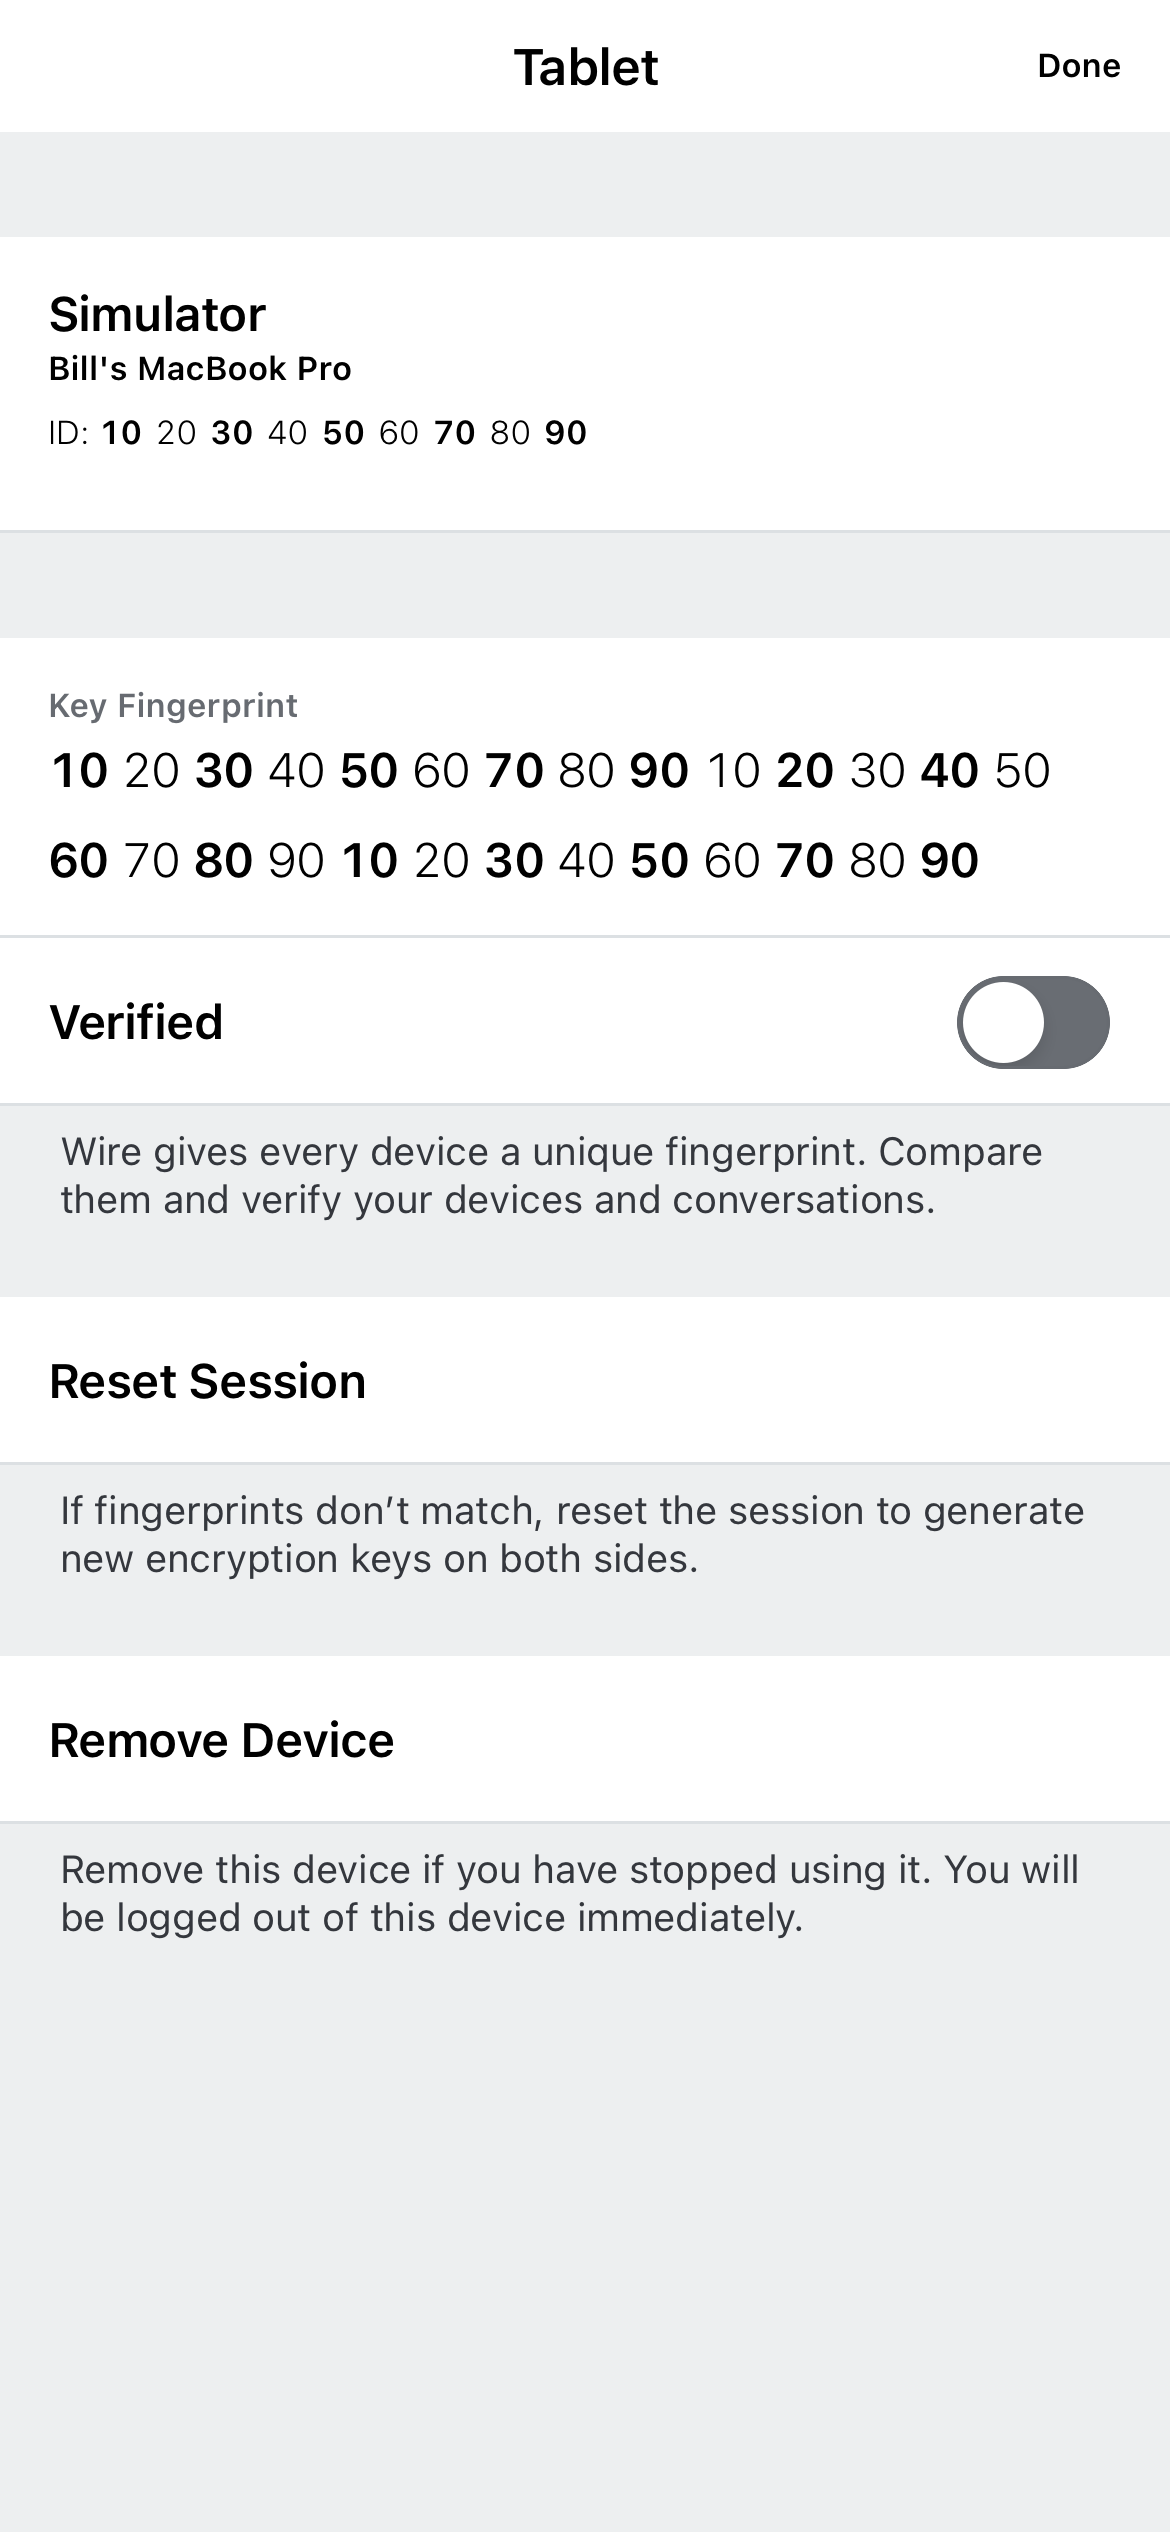 Tablet
Done
Simulator
Bill's MacBook Pro
ID: 10 20 30 40 50 60 70 80 90
Key Fingerprint
10 20 30 40 50 60 70 80 90 10 20 30 40 50
60 70 80 90 10 20 30 40 50 60 70 80 90
Verified
Wire gives every device a unique fingerprint. Compare
them and verify your devices and conversations.
Reset Session
If fingerprints don’t match, reset the session to generate
new encryption keys on both sides.
Remove Device
Remove this device if you have stopped using it. You will
be logged out of this device immediately.